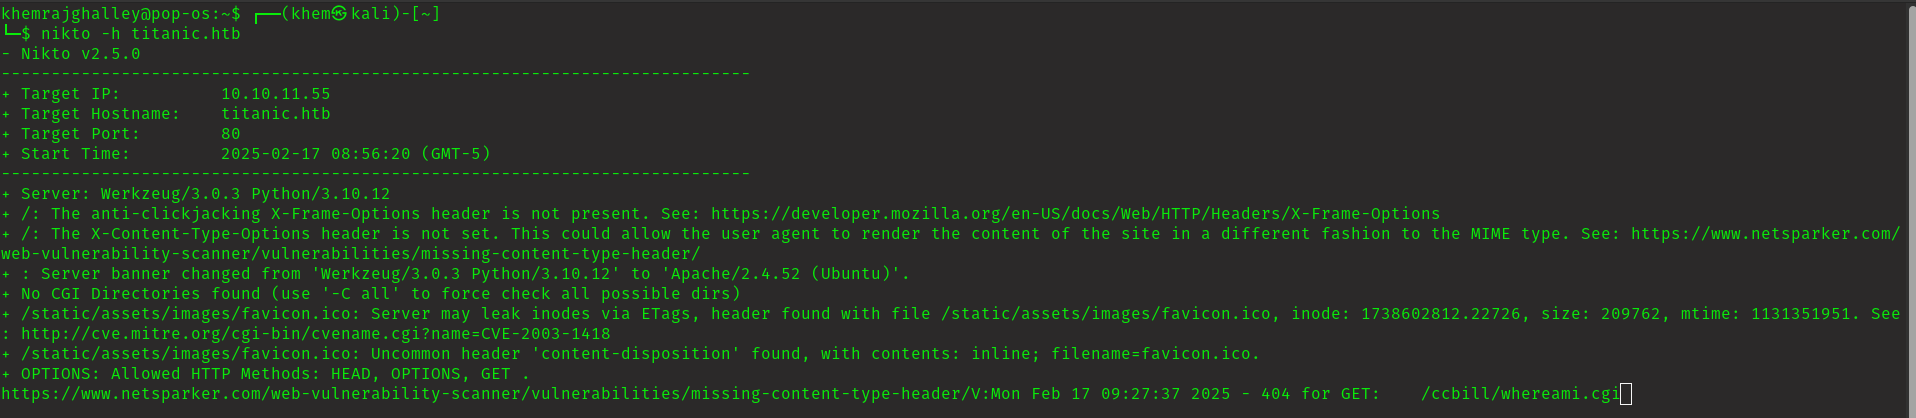 khemrajghalley@pop-os:~$ ┌──(khem㉿kali)-[~]
└─$ nikto -h titanic.htb
- Nikto v2.5.0
---------------------------------------------------------------------------
+ Target IP:          10.10.11.55
+ Target Hostname:    titanic.htb
+ Target Port:        80
+ Start Time:         2025-02-17 08:56:20 (GMT-5)
---------------------------------------------------------------------------
+ Server: Werkzeug/3.0.3 Python/3.10.12
+ /: The anti-clickjacking X-Frame-Options header is not present. See: https://developer.mozilla.org/en-US/docs/Web/HTTP/Headers/X-Frame-Options
+ /: The X-Content-Type-Options header is not set. This could allow the user agent to render the content of the site in a different fashion to the MIME type. See: https://www.netsparker.com/
web-vulnerability-scanner/vulnerabilities/missing-content-type-header/
+ : Server banner changed from 'Werkzeug/3.0.3 Python/3.10.12' to 'Apache/2.4.52 (Ubuntu)'.
+ No CGI Directories found (use '-C all' to force check all possible dirs)
+ /static/assets/images/favicon.ico: Server may leak inodes via ETags, header found with file /static/assets/images/favicon.ico, inode: 1738602812.22726, size: 209762, mtime: 1131351951. See
: http://cve.mitre.org/cgi-bin/cvename.cgi?name=CVE-2003-1418
+ /static/assets/images/favicon.ico: Uncommon header 'content-disposition' found, with contents: inline; filename=favicon.ico.
+ OPTIONS: Allowed HTTP Methods: HEAD, OPTIONS, GET .
https://www.netsparker.com/web-vulnerability-scanner/vulnerabilities/missing-content-type-header/V:Mon Feb 17 09:27:37 2025 - 404 for GET:    /ccbill/whereami.cgi